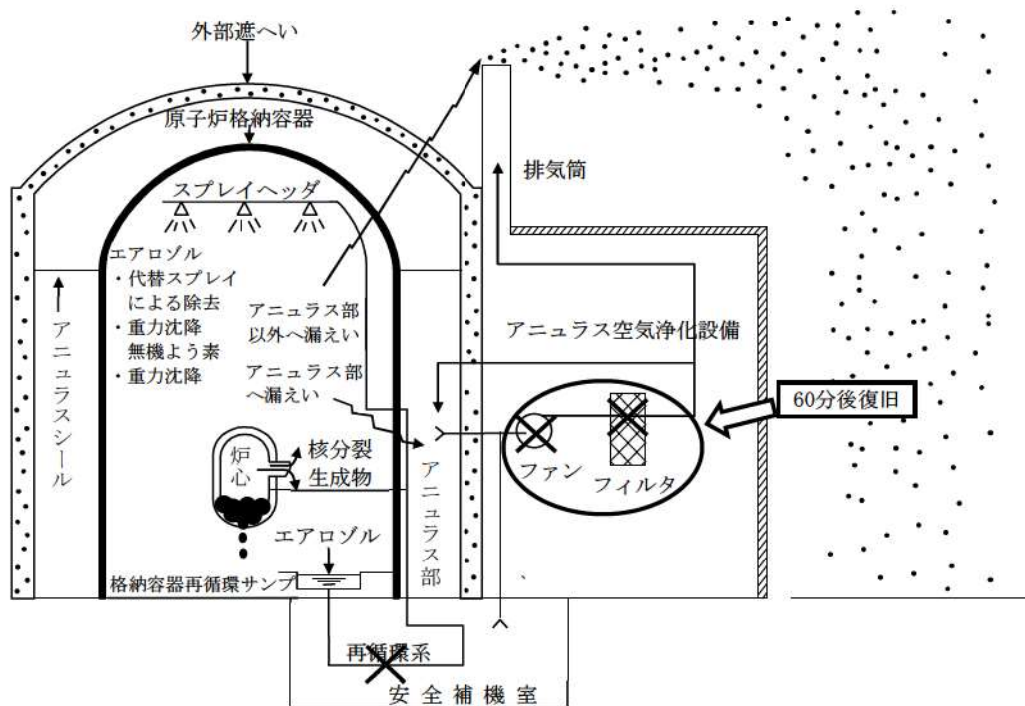 外部遮へい
原子炉格納容器
スプレイヘッダ
排気筒
エアロゾル
・代替スプレイ
による除去
・重力沈降
無機よう素
・重力沈降
アニュラス部
以外へ漏えい
アニュラス部
へ漏えい
アニュラスシール
アニュラス空気浄化設備
60分後復旧
炉心
核分裂
生成物
ファン
フィルタ
アニュラス部
エアロゾル
格納容器再循環サンプ
再循環系
安全補機室